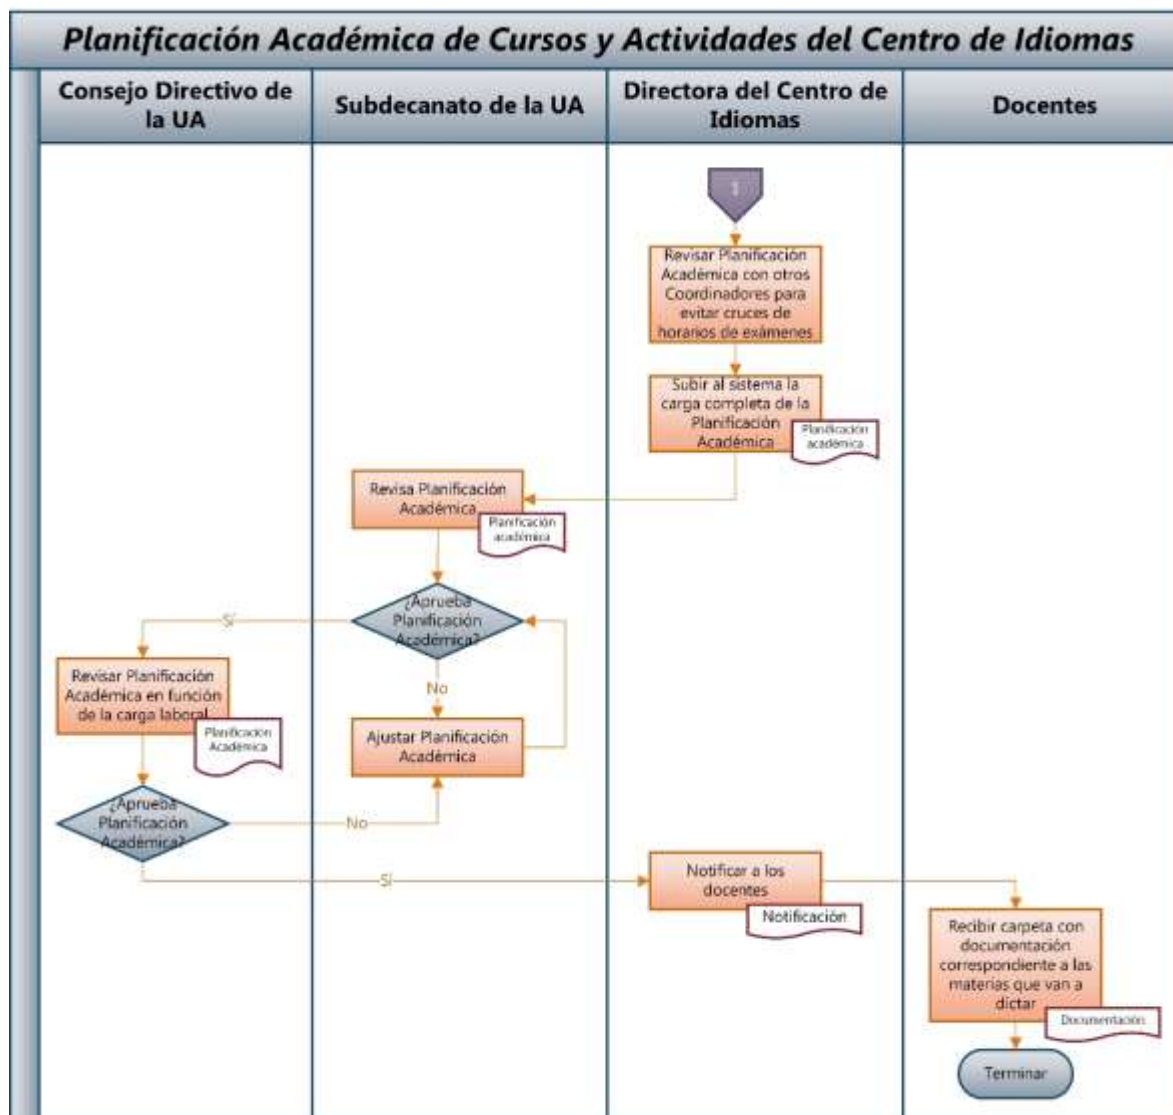 Planificación Académica de Cursos y Actividades del Centro de Idiomas
Consejo Directivo de
la UA
Subdecanato de la UA
Directora del Centro de
Idiomas
Docentes
Revisar Planificación
Académica con otros
Coordinadores para
evitar cruces de
horarios de exámenes
Subir al sistema la
carga completa de la
Planificación
Académica
Planificación
académica
Revisa Planificación
Académica
Planificación
académica
¿Aprueba
Planificación
Académica?
Sí
No
Revisar Planificación
Académica en función
de la carga laboral
Planificación
Académica
Ajustar Planificación
Académica
¿Aprueba
Planificación
Académica?
No
Sí
Notificar a los
docentes
Notificación
Recibir carpeta con
documentación
correspondiente a las
materias que van a
dictar
Documentación
Terminar